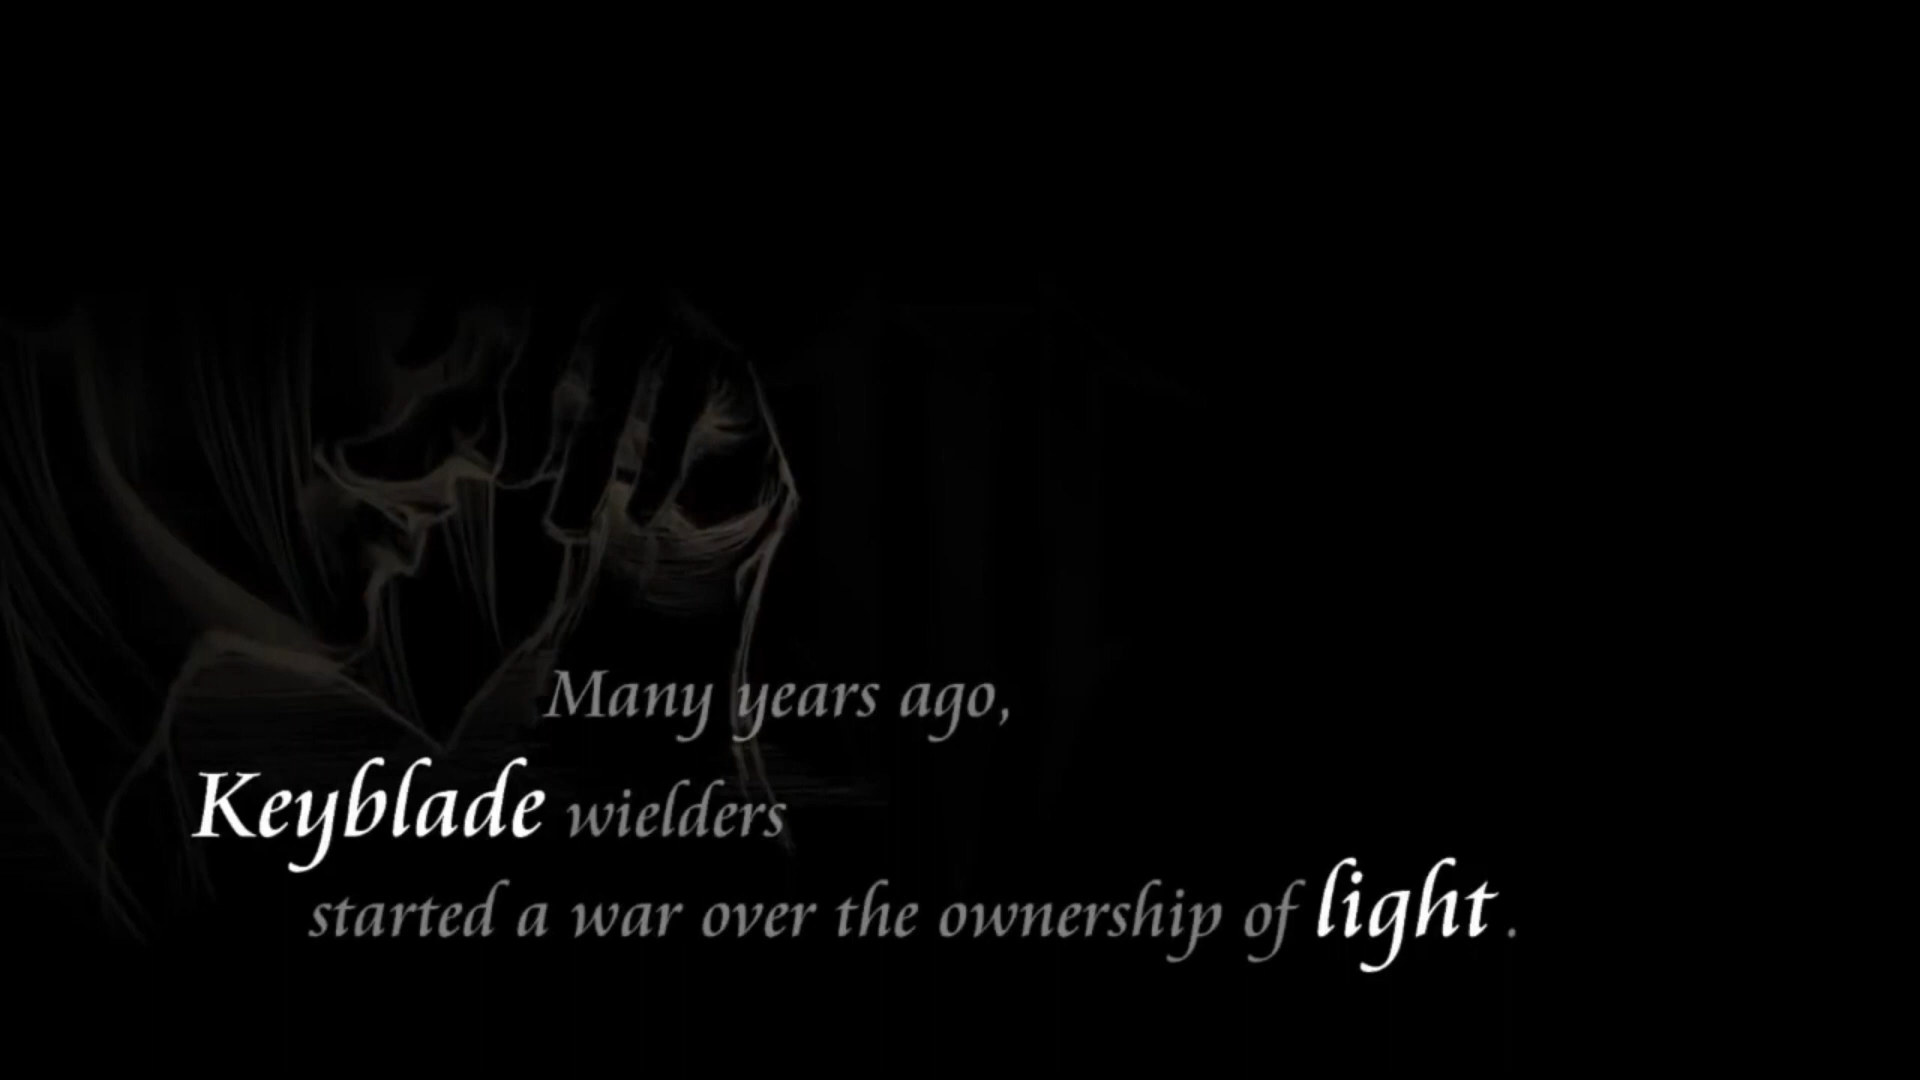 Many years ago,
Keyblade wielders
started a war over the ownership of light.